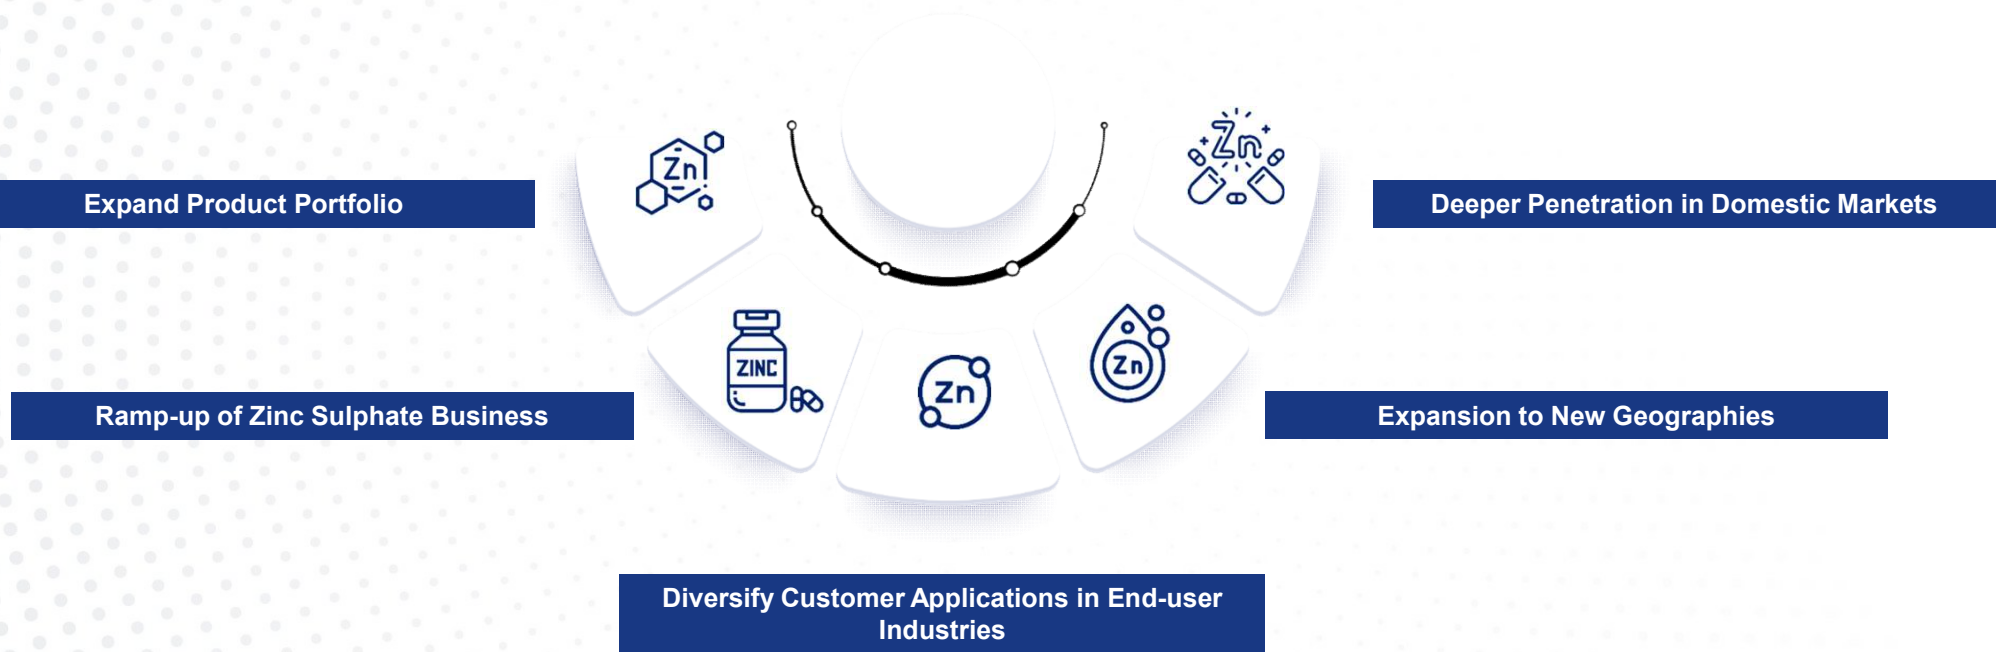 Zn
Zn
Expand Product Portfolio
Deeper Penetration in Domestic Markets
ZINC
Zn
Zn
Ramp-up of Zinc Sulphate Business
Expansion to New Geographies
Diversify Customer Applications in End-user
Industries